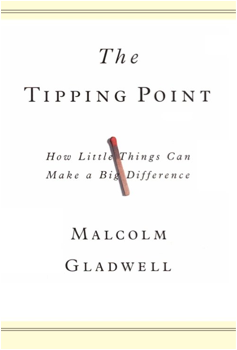 The
TIPPING POINT
How Little Things Can
Make a Big Difference
MALCOLM
GLADWELL